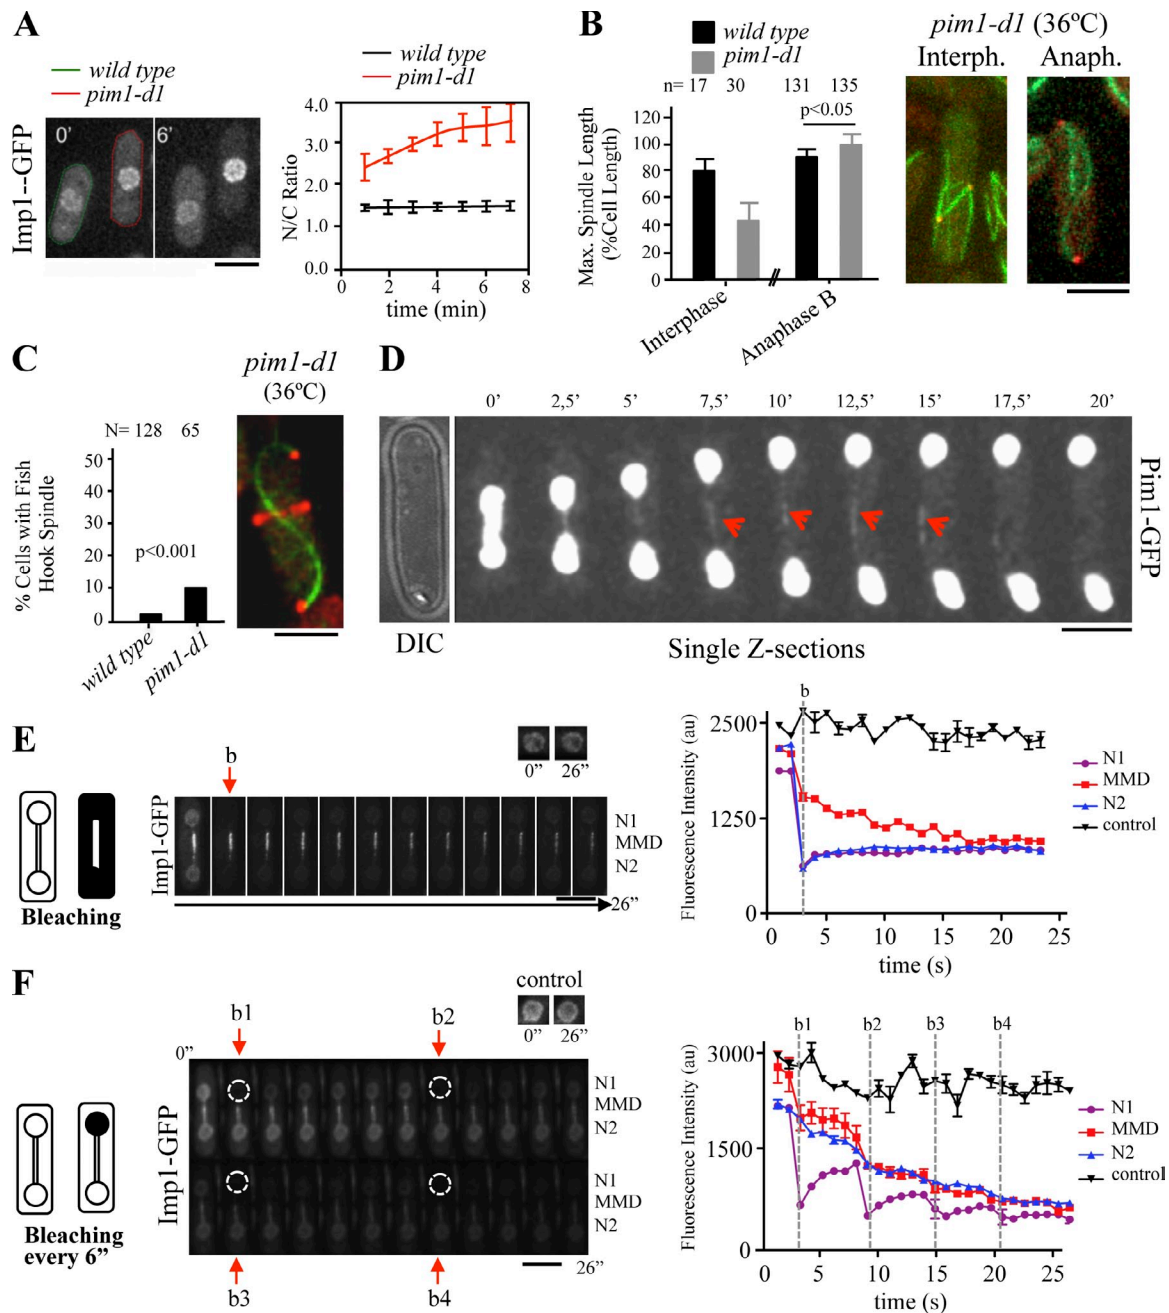 A
wild type
pim1-d1
Imp1--GFP
0’
6’
wild type
pim1-d1
N/C Ratio
4.0
3.0
2.0
1.0
0.0
0
2
4
6
8
time (min)
B
wild type
pim1-d1
n= 17 30 131 135
p<0.05
Max. Spindle Length
(%Cell Length)
120
100
80
60
40
20
0
Interphase
Anaphase B
pim1-d1 (36ºC)
Interph. Anaph.
C
N= 128 65
% Cells with Fish
Hook Spindle
50
40
30
20
10
0
p<0.001
wild type
pim1-d1
pim1-d1
(36ºC)
D
0’ 2,5’ 5’ 7,5’ 10’ 12,5’ 15’ 17,5’ 20’
Pim1-GFP
DIC
Single Z-sections
E
Bleaching
b
0” 26”
Imp1-GFP
N1
MMD
N2
26”
b
Fluorescence Intensity (au)
2500
1250
0
0 5 10 15 20 25
time (s)
N1
MMD
N2
control
F
Bleaching
every 6”
control
0” 26”
b1
b2
0”
Imp1-GFP
N1
MMD
N2
N1
MMD
N2
26”
b3
b4
b1 b2 b3 b4
Fluorescence Intensity (au)
3000
1500
0
0 5 10 15 20 25
time (s)
N1
MMD
N2
control